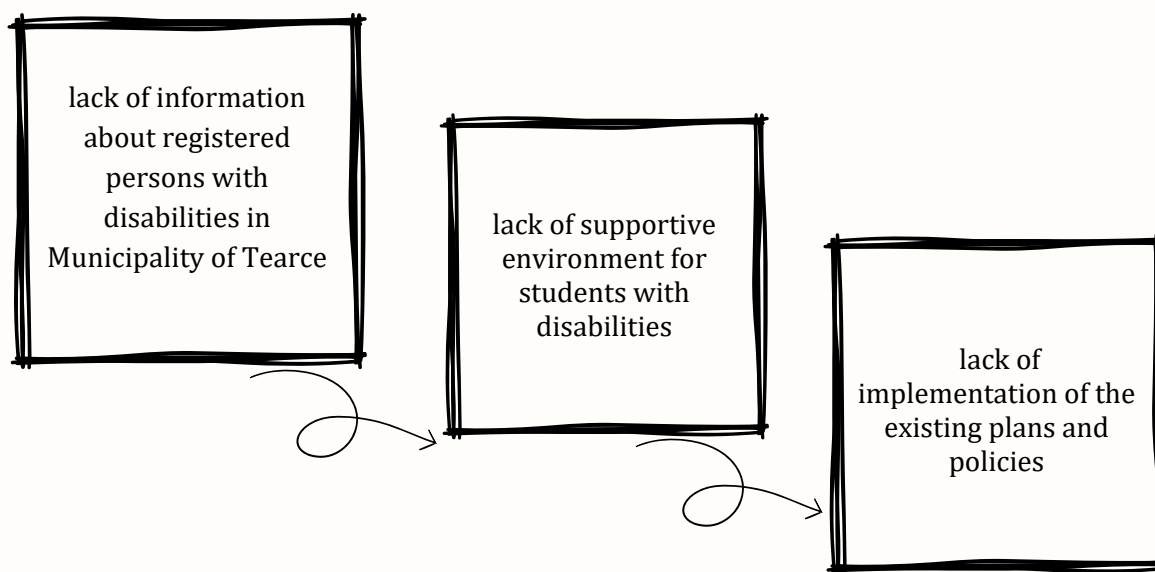 lack of information
about registered
persons with
disabilities in
Municipality of Tearce
lack of supportive
environment for
students with
disabilities
lack of
implementation of the
existing plans and
policies